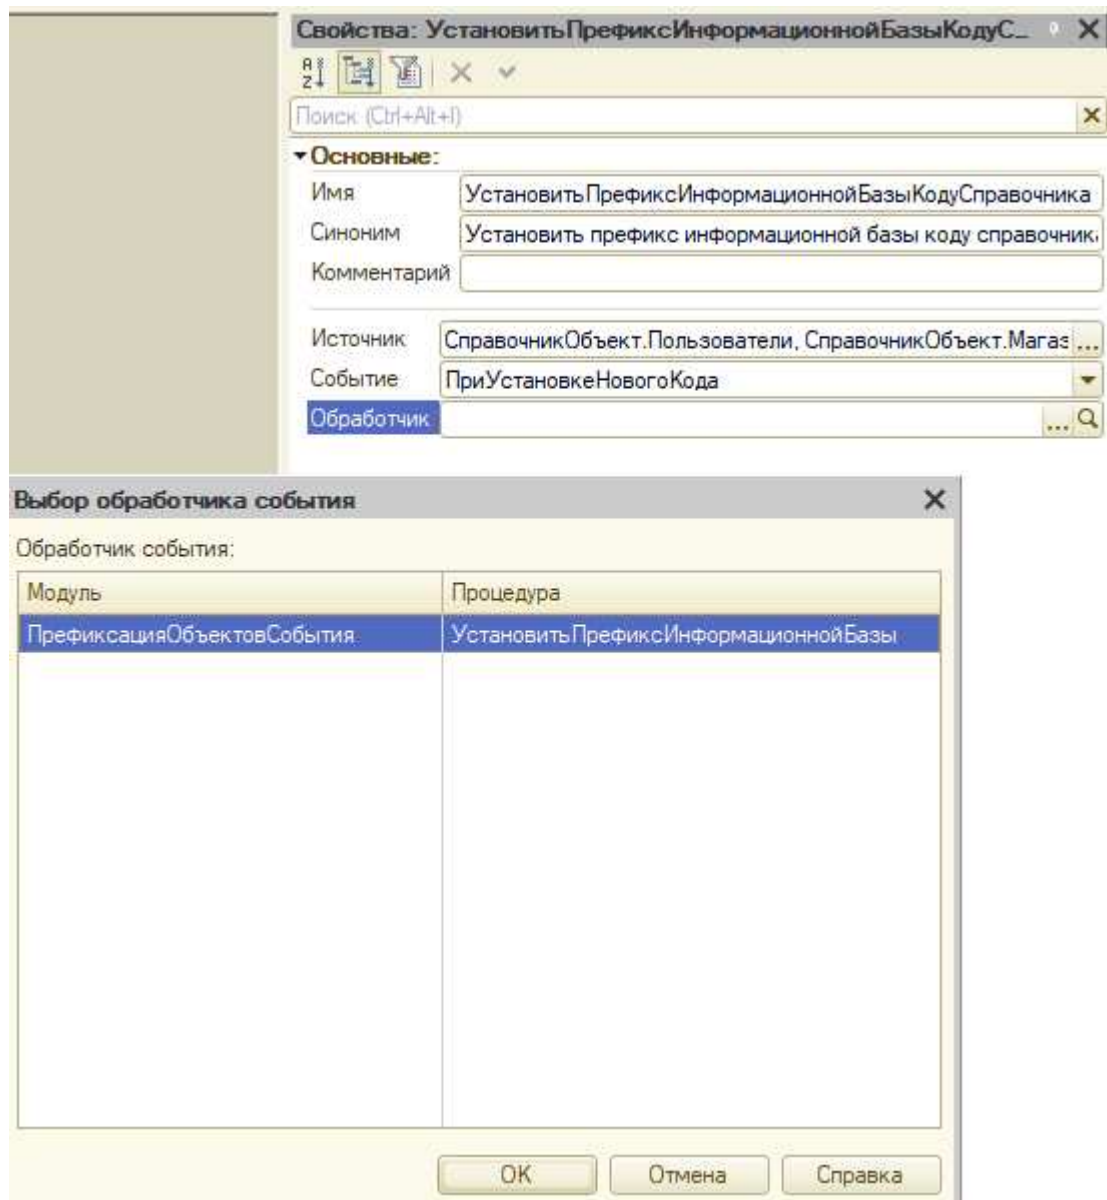 Свойства: УстановитьПрефиксИнформационнойБазыКодуС...
Поиск (Ctrl+Alt+I)
Основные:
Имя УстановитьПрефиксИнформационнойБазыКодуСправочника
Синоним Установить префикс информационной базы коду справочник
Комментарий
Источник СправочникОбъект.Пользователи, СправочникОбъект.Магаз ...
Событие ПриУстановкеНовогоКода
Обработчик ...
Выбор обработчика события
Обработчик события:
Модуль Процедура
ПрефиксацияОбъектовСобытия УстановитьПрефиксИнформационнойБазы
ОК Отмена Справка